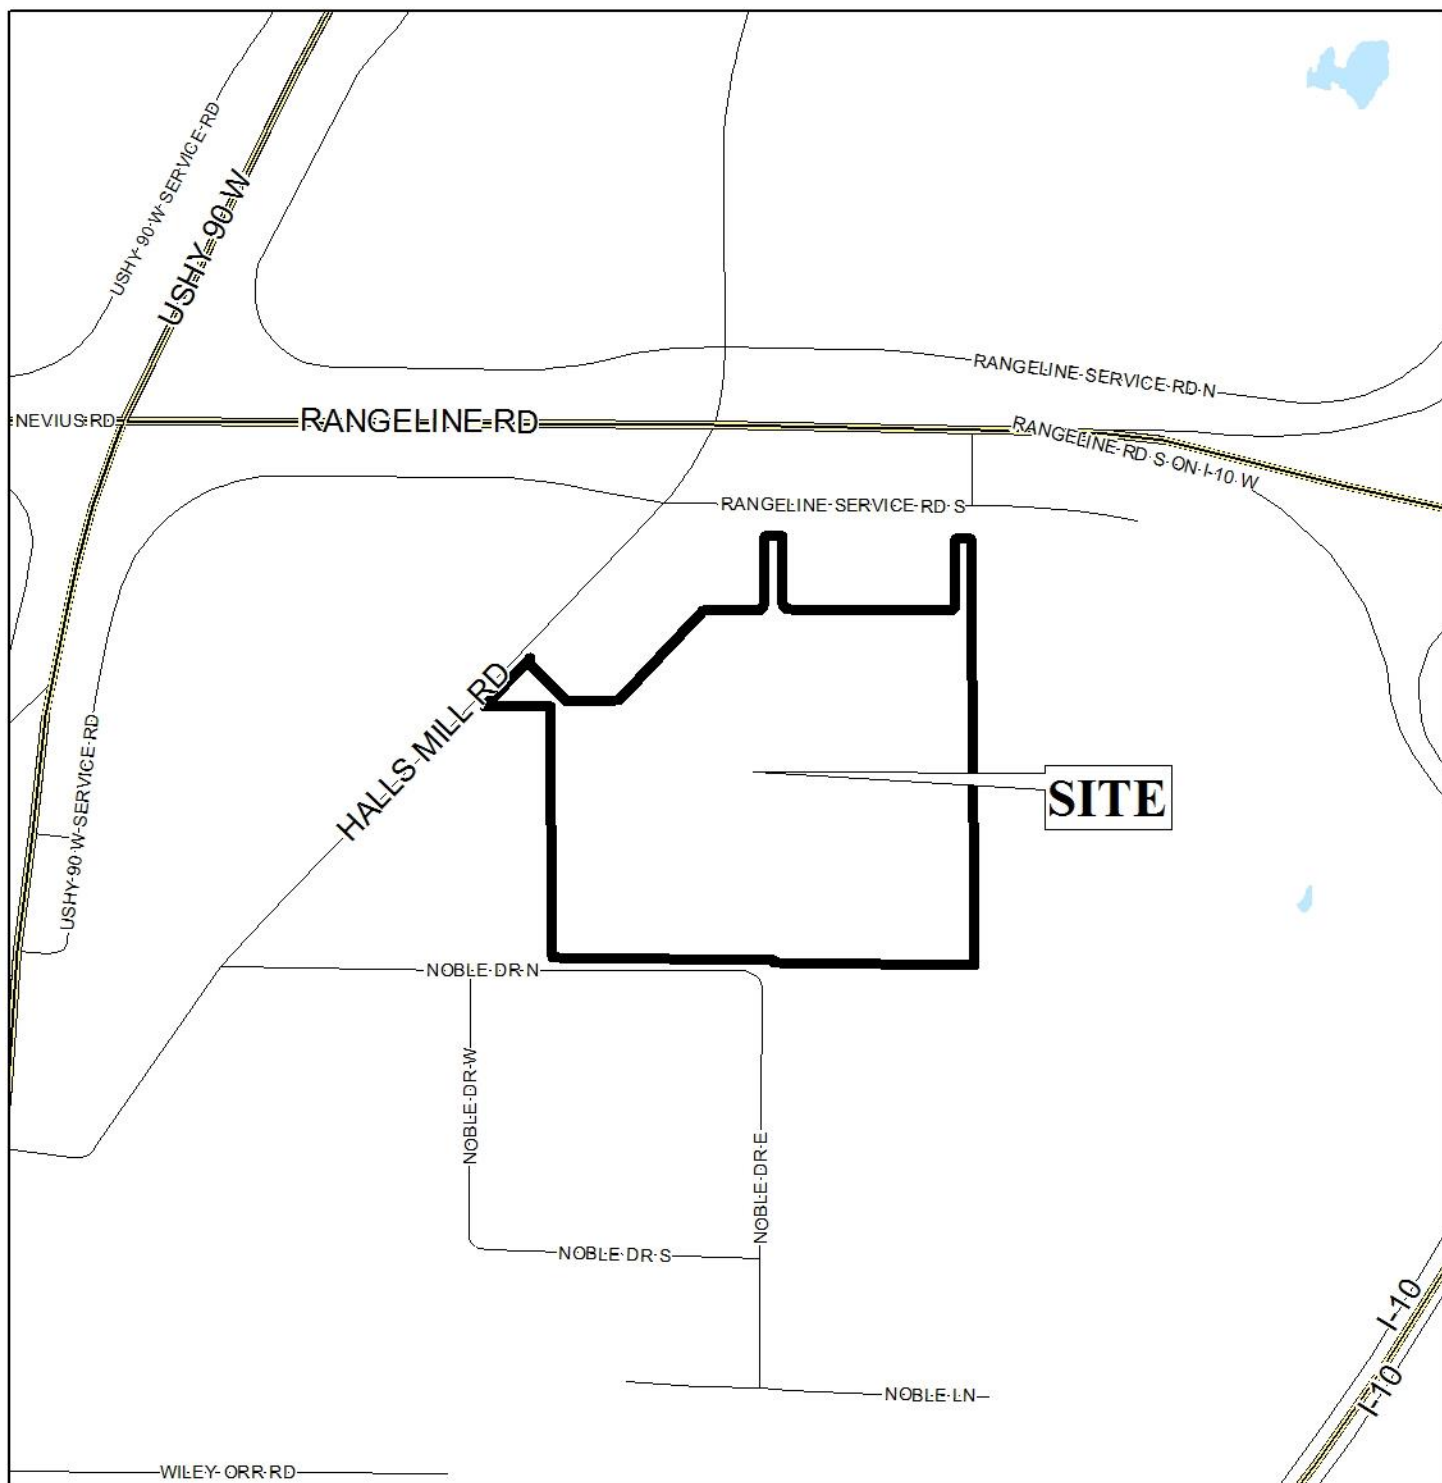 USHY 90 W SERVICE RD
USHY 90 W
RANGELINE SERVICE RD N
NEVIUS RD
RANGELINE RD
RANGELINE RD S ON I-10 W
RANGELINE SERVICE RD S
HALLS MILL RD
USHY 90 W SERVICE RD
SITE
NOBLE DR N
NOBLE DR W
NOBLE DR E
NOBLE DR S
I-10
I-10
NOBLE LN
WILEY ORR RD